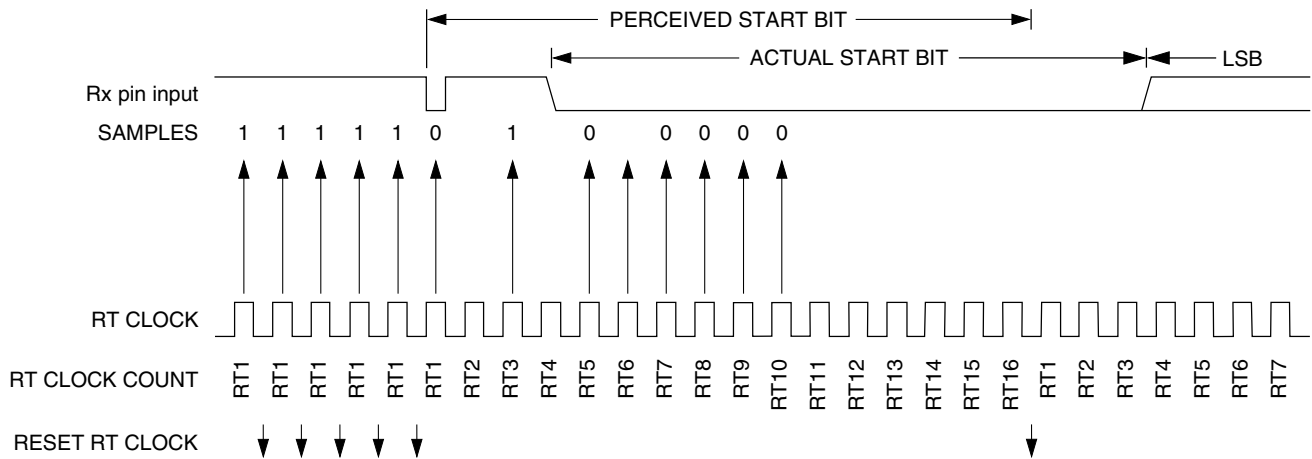 PERCEIVED START BIT
ACTUAL START BIT
LSB
Rx pin input
SAMPLES 1 1 1 1 1 0 1 0 0 0 0 0
RT CLOCK
RT CLOCK COUNT RT1 RT1 RT1 RT1 RT1 RT1 RT2 RT3 RT4 RT5 RT6 RT7 RT8 RT9 RT10 RT11 RT12 RT13 RT14 RT15 RT16 RT1 RT2 RT3 RT4 RT5 RT6 RT7
RESET RT CLOCK